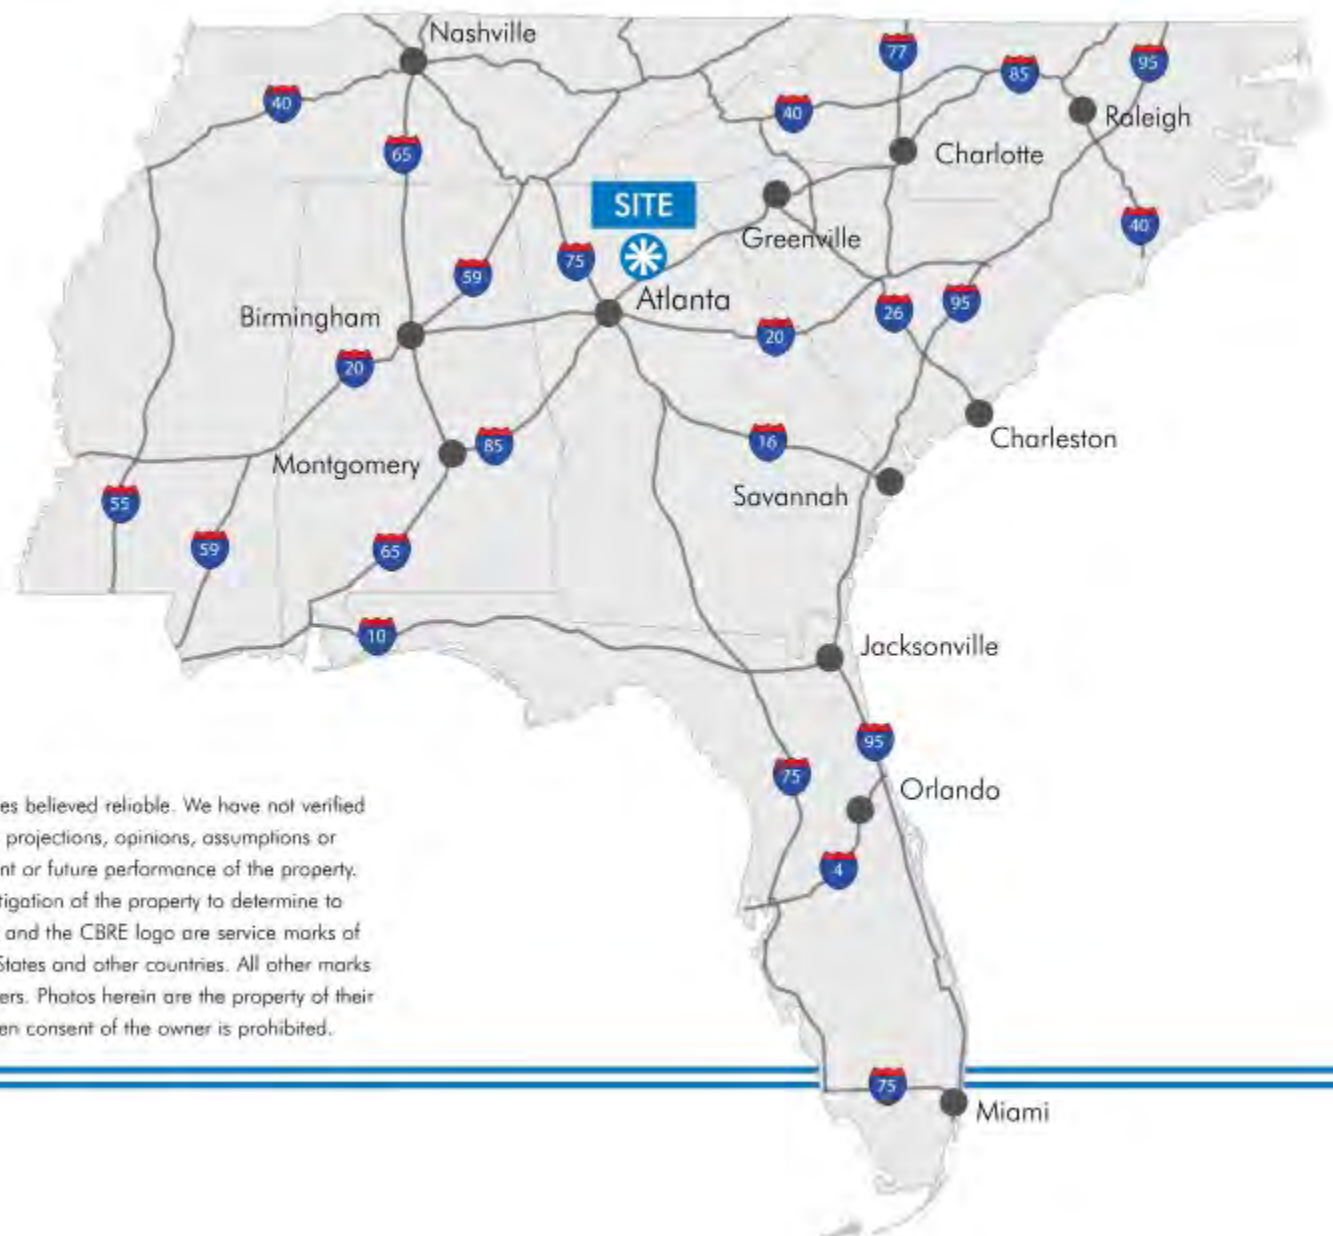 Nashville
77
95
85
40
40
Raleigh
65
Charlotte
SITE
40
Greenville
75
59
Atlanta
95
26
Birmingham
20
20
Charleston
16
85
Montgomery
Savannah
55
59
65
10
Jacksonville
95
75
Orlando
es believed reliable. We have not verified
projections, opinions, assumptions or
nt or future performance of the property.
4
tigation of the property to determine to
and the CBRE logo are service marks of
States and other countries. All other marks
ers. Photos herein are the property of their
en consent of the owner is prohibited.
75
Miami